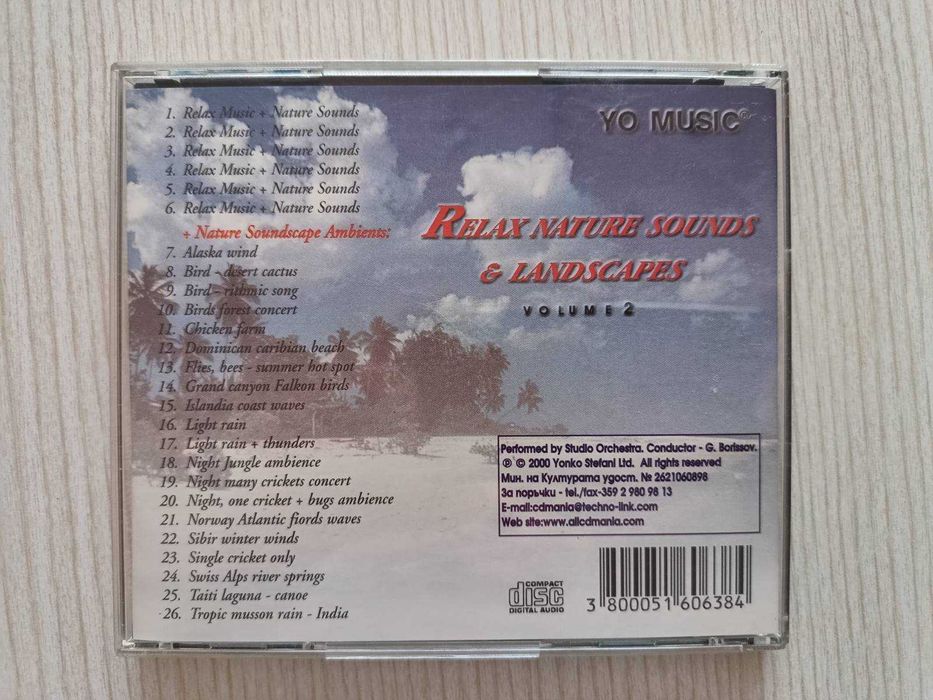 1. Relax Music + Nature Sounds
2. Relax Music + Nature Sounds
3. Relax Music + Nature Sounds
4. Relax Music + Nature Sounds
5. Relax Music + Nature Sounds
6. Relax Music + Nature Sounds
+ Nature Soundscape Ambients:
7. Alaska wind
8. Bird - desert cactus
9. Bird - rithmic song
10. Birds forest concert
11. Chicken farm
12. Dominican caribian beach
13. Flies, bees - summer hot spot
14. Grand canyon Falkon birds
15. Islandia coast waves
16. Light rain
17. Light rain + thunders
18. Night Jungle ambience
19. Night many crickets concert
20. Night, one cricket + bugs ambience
21. Norway Atlantic fiords waves
22. Sibir winter winds
23. Single cricket only
24. Swiss Alps river springs
25. Taiti laguna - canoe
26. Tropic musson rain - India
YO MUSIC®
RELAX NATURE SOUNDS
& LANDSCAPES
VOLUME 2
Performed by Studio Orchestra. Conductor - G. Borissov.
℗ © 2000 Yonko Stefani Ltd. All rights reserved
Мин. на Културата удост. № 2621060898
За поръчки - tel./fax-359 2 980 98 13
E-mail:cdmania@techno-link.com
Web site:www.allcdmania.com
COMPACT
disc
DIGITAL AUDIO
3 800051 606384